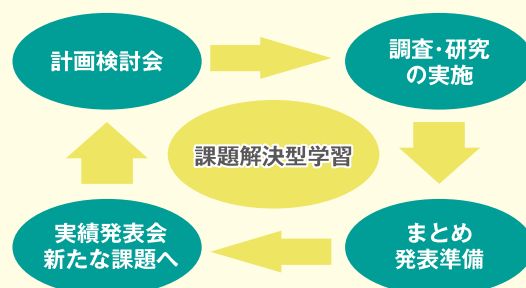 計画検討会
調査・研究
の実施
課題解決型学習
実績発表会
新たな課題へ
まとめ
発表準備